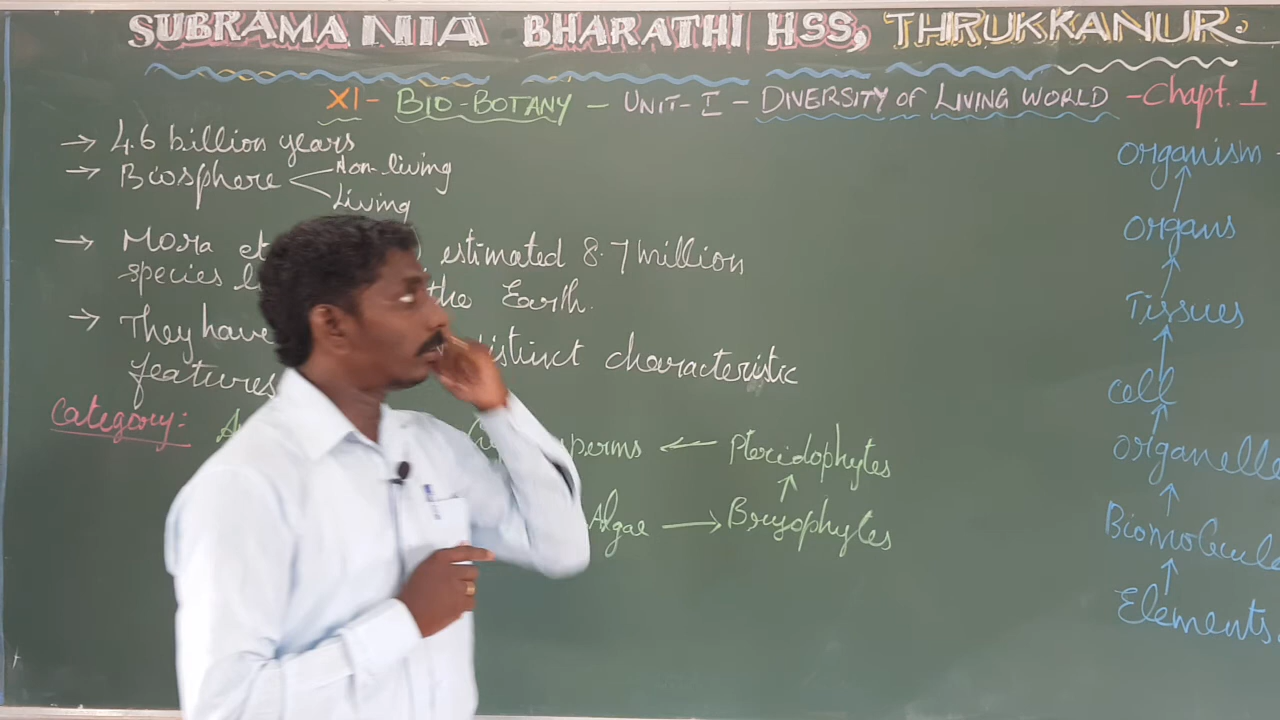 SUBRAMANIA BHARATHI HSS, THRUKKANUR.
XI - BIO-BOTANY - UNIT-I - DIVERSITY OF LIVING WORLD - Chapt. 1
→ 4.6 billion years
→ Biosphere
Non-living
Living
→ Mora et estimated 8.7 million
species the Earth.
→ They have distinct characteristic
features
Category:
← Pteridophytes
↑
Algae → Bryophytes
Organism
↑
Organs
↑
Tissues
↑
Cell
↑
Organelle
↑
Biomolecule
↑
Elements.